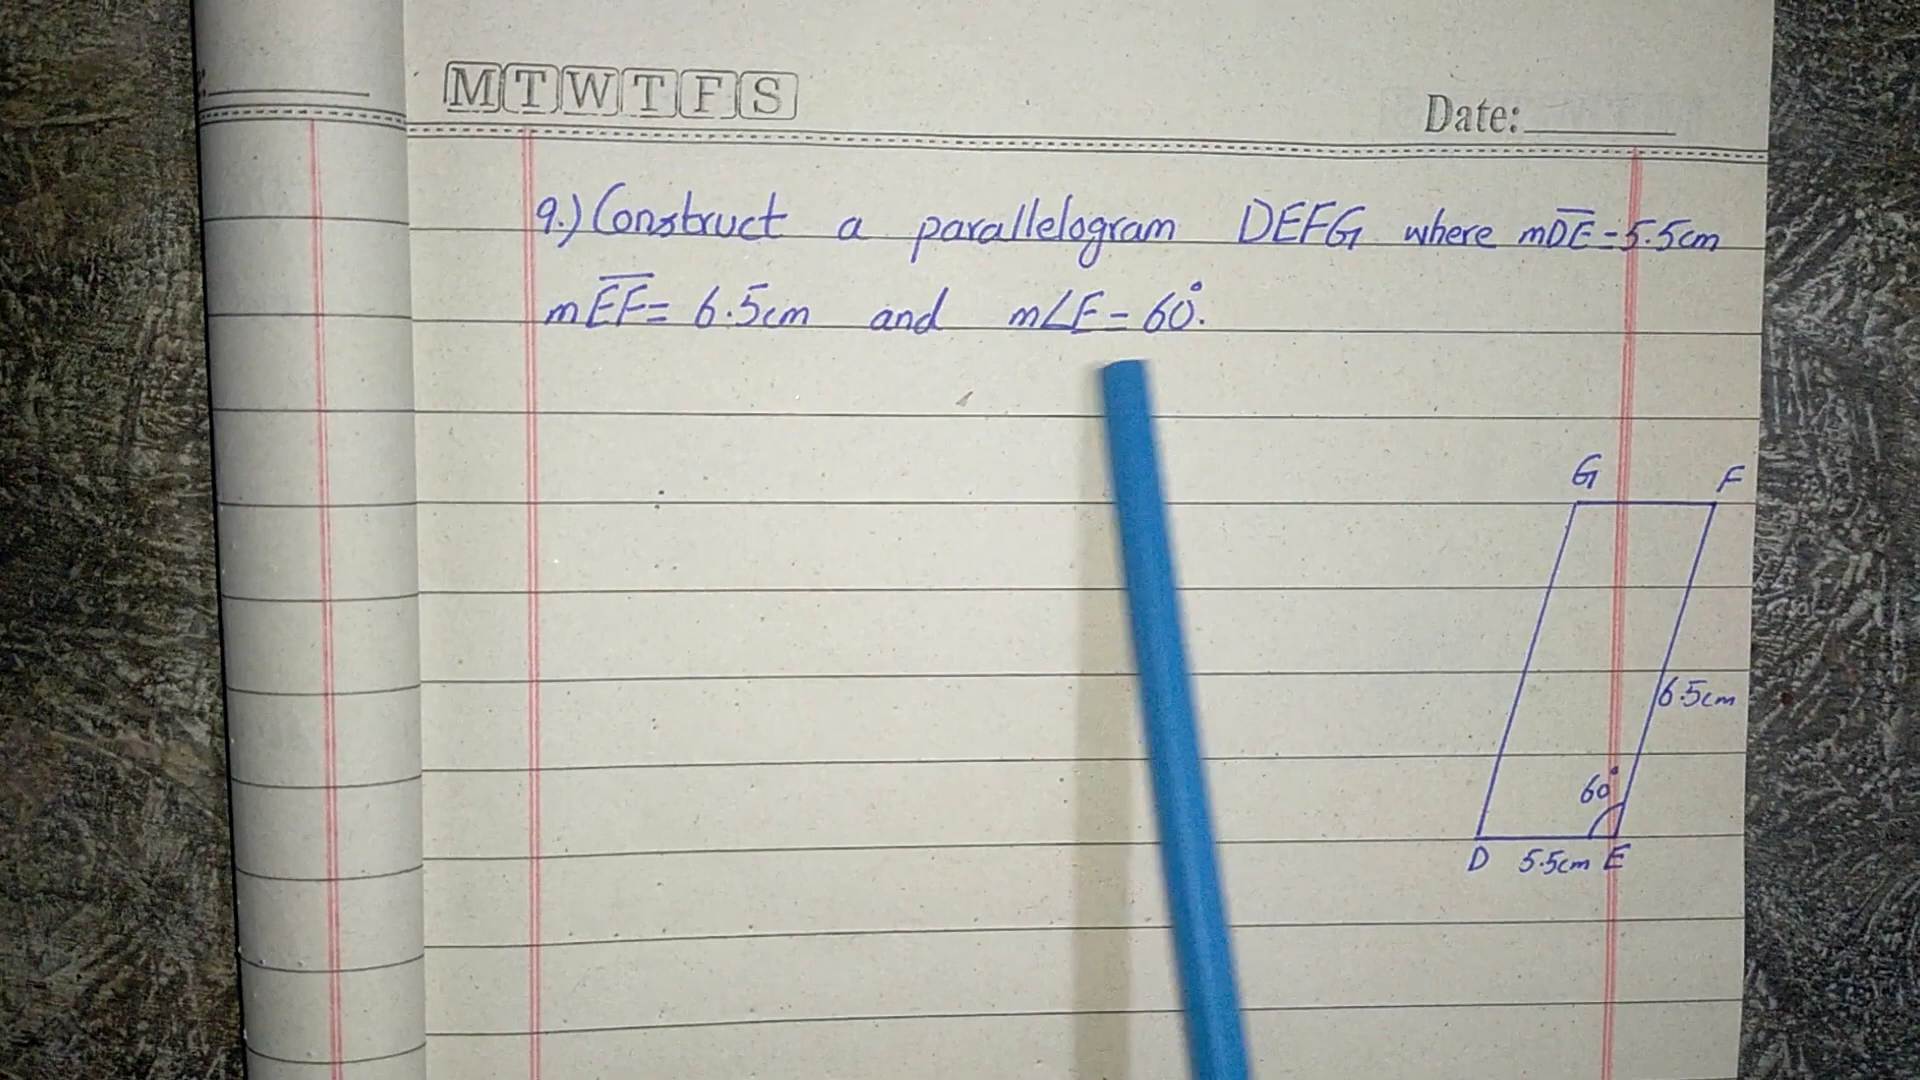 M T W T F S
Date:
9.) Construct a parallelogram DEFG where mDE = 5.5cm
mEF = 6.5cm and m∠E = 60°.
G F
6.5cm
60°
D 5.5cm E